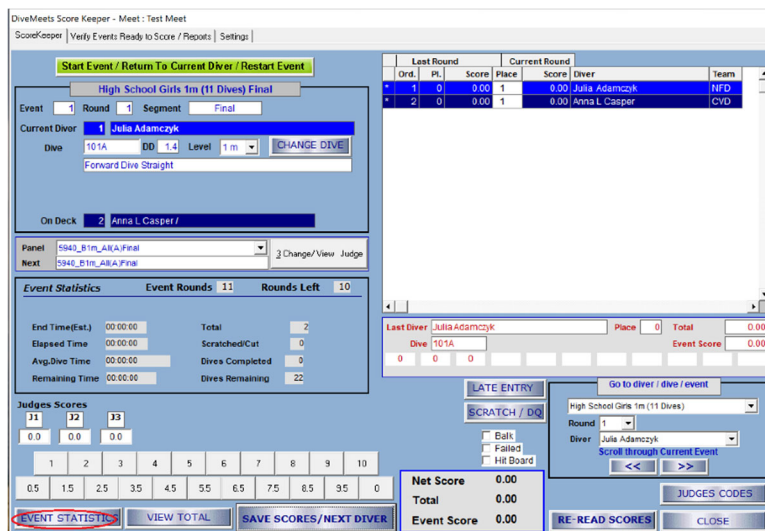 DiveMeets Score Keeper - Meet : Test Meet
ScoreKeeper Verify Events Ready to Score / Reports Settings
Start Event / Return To Current Diver / Restart Event
High School Girls 1m (11 Dives) Final
Event 1 Round 1 Segment Final
Current Diver 1 Julia Adamczyk
Dive 101A DD 1.4 Level 1 m CHANGE DIVE
Forward Dive Straight
On Deck 2 Anna L Casper /
Panel 5940_B1m_All(A)Final
Next 5940_B1m_All(A)Final
3 Change/View Judge
Event Statistics Event Rounds 11 Rounds Left 10
End Time(Est.) 00:00:00 Total 2
Elapsed Time 00:00:00 Scratched/Cut 0
Avg.Dive Time 00:00:00 Dives Completed 0
Remaining Time 00:00:00 Dives Remaining 22
Judges Scores
J1 J2 J3
0.0 0.0 0.0
1 2 3 4 5 6 7 8 9 10
0.5 1.5 2.5 3.5 4.5 5.5 6.5 7.5 8.5 9.5 0
EVENT STATISTICS VIEW TOTAL SAVE SCORES/NEXT DIVER
Last Round Current Round
Ord. Pl. Score Place Score Diver Team
* 1 0 0.00 1 0.00 Julia Adamczyk NFD
* 2 0 0.00 1 0.00 Anna L Casper CVD
Last Diver Julia Adamczyk Place 0 Total 0.00
Dive 101A Event Score 0.00
0 0 0
LATE ENTRY
SCRATCH / DQ
Balk
Failed
Hit Board
Net Score 0.00
Total 0.00
Event Score 0.00
Go to diver / dive / event
High School Girls 1m (11 Dives)
Round 1
Diver Julia Adamczyk
Scroll through Current Event
<< >>
JUDGES CODES
RE-READ SCORES CLOSE